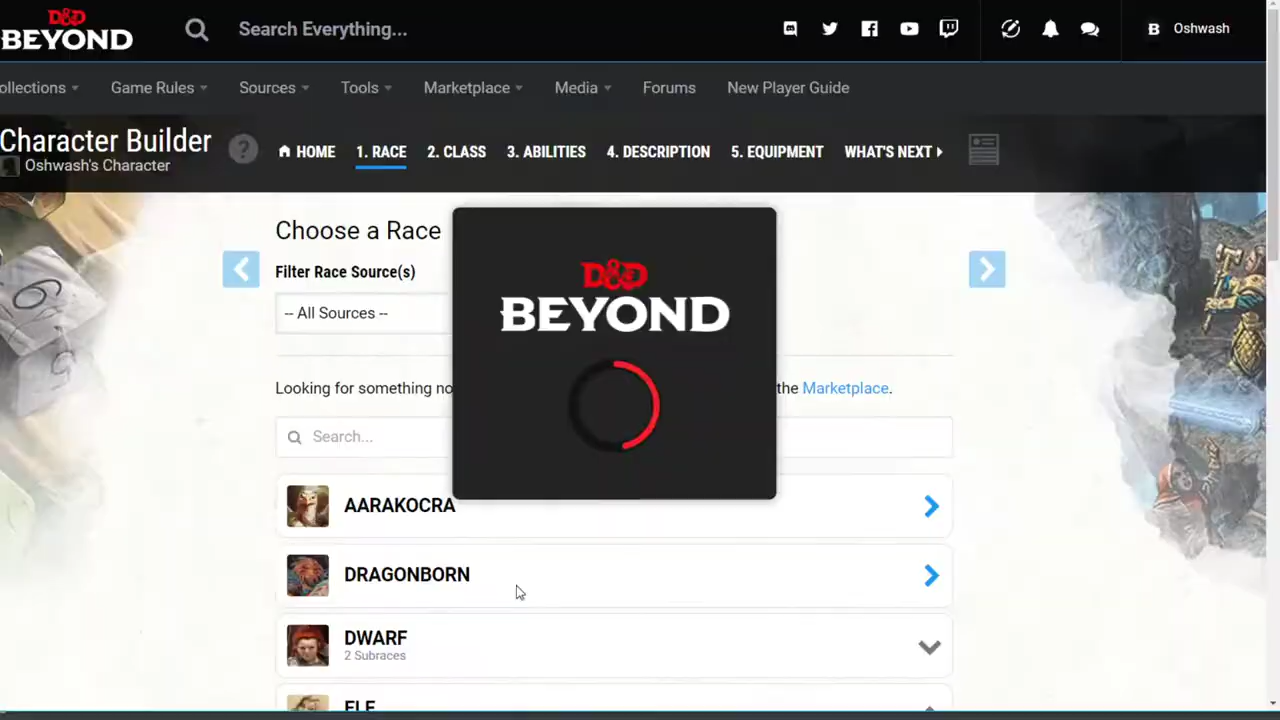 D&D
BEYOND
Search Everything...
B Oshwash
ollections
Game Rules
Sources
Tools
Marketplace
Media
Forums
New Player Guide
Character Builder
Oshwash's Character
?
HOME
1. RACE
2. CLASS
3. ABILITIES
4. DESCRIPTION
5. EQUIPMENT
WHAT'S NEXT
Choose a Race
Filter Race Source(s)
-- All Sources --
D&D
BEYOND
Looking for something no
the Marketplace.
Search...
AARAKOCRA
DRAGONBORN
DWARF
2 Subraces
ELF